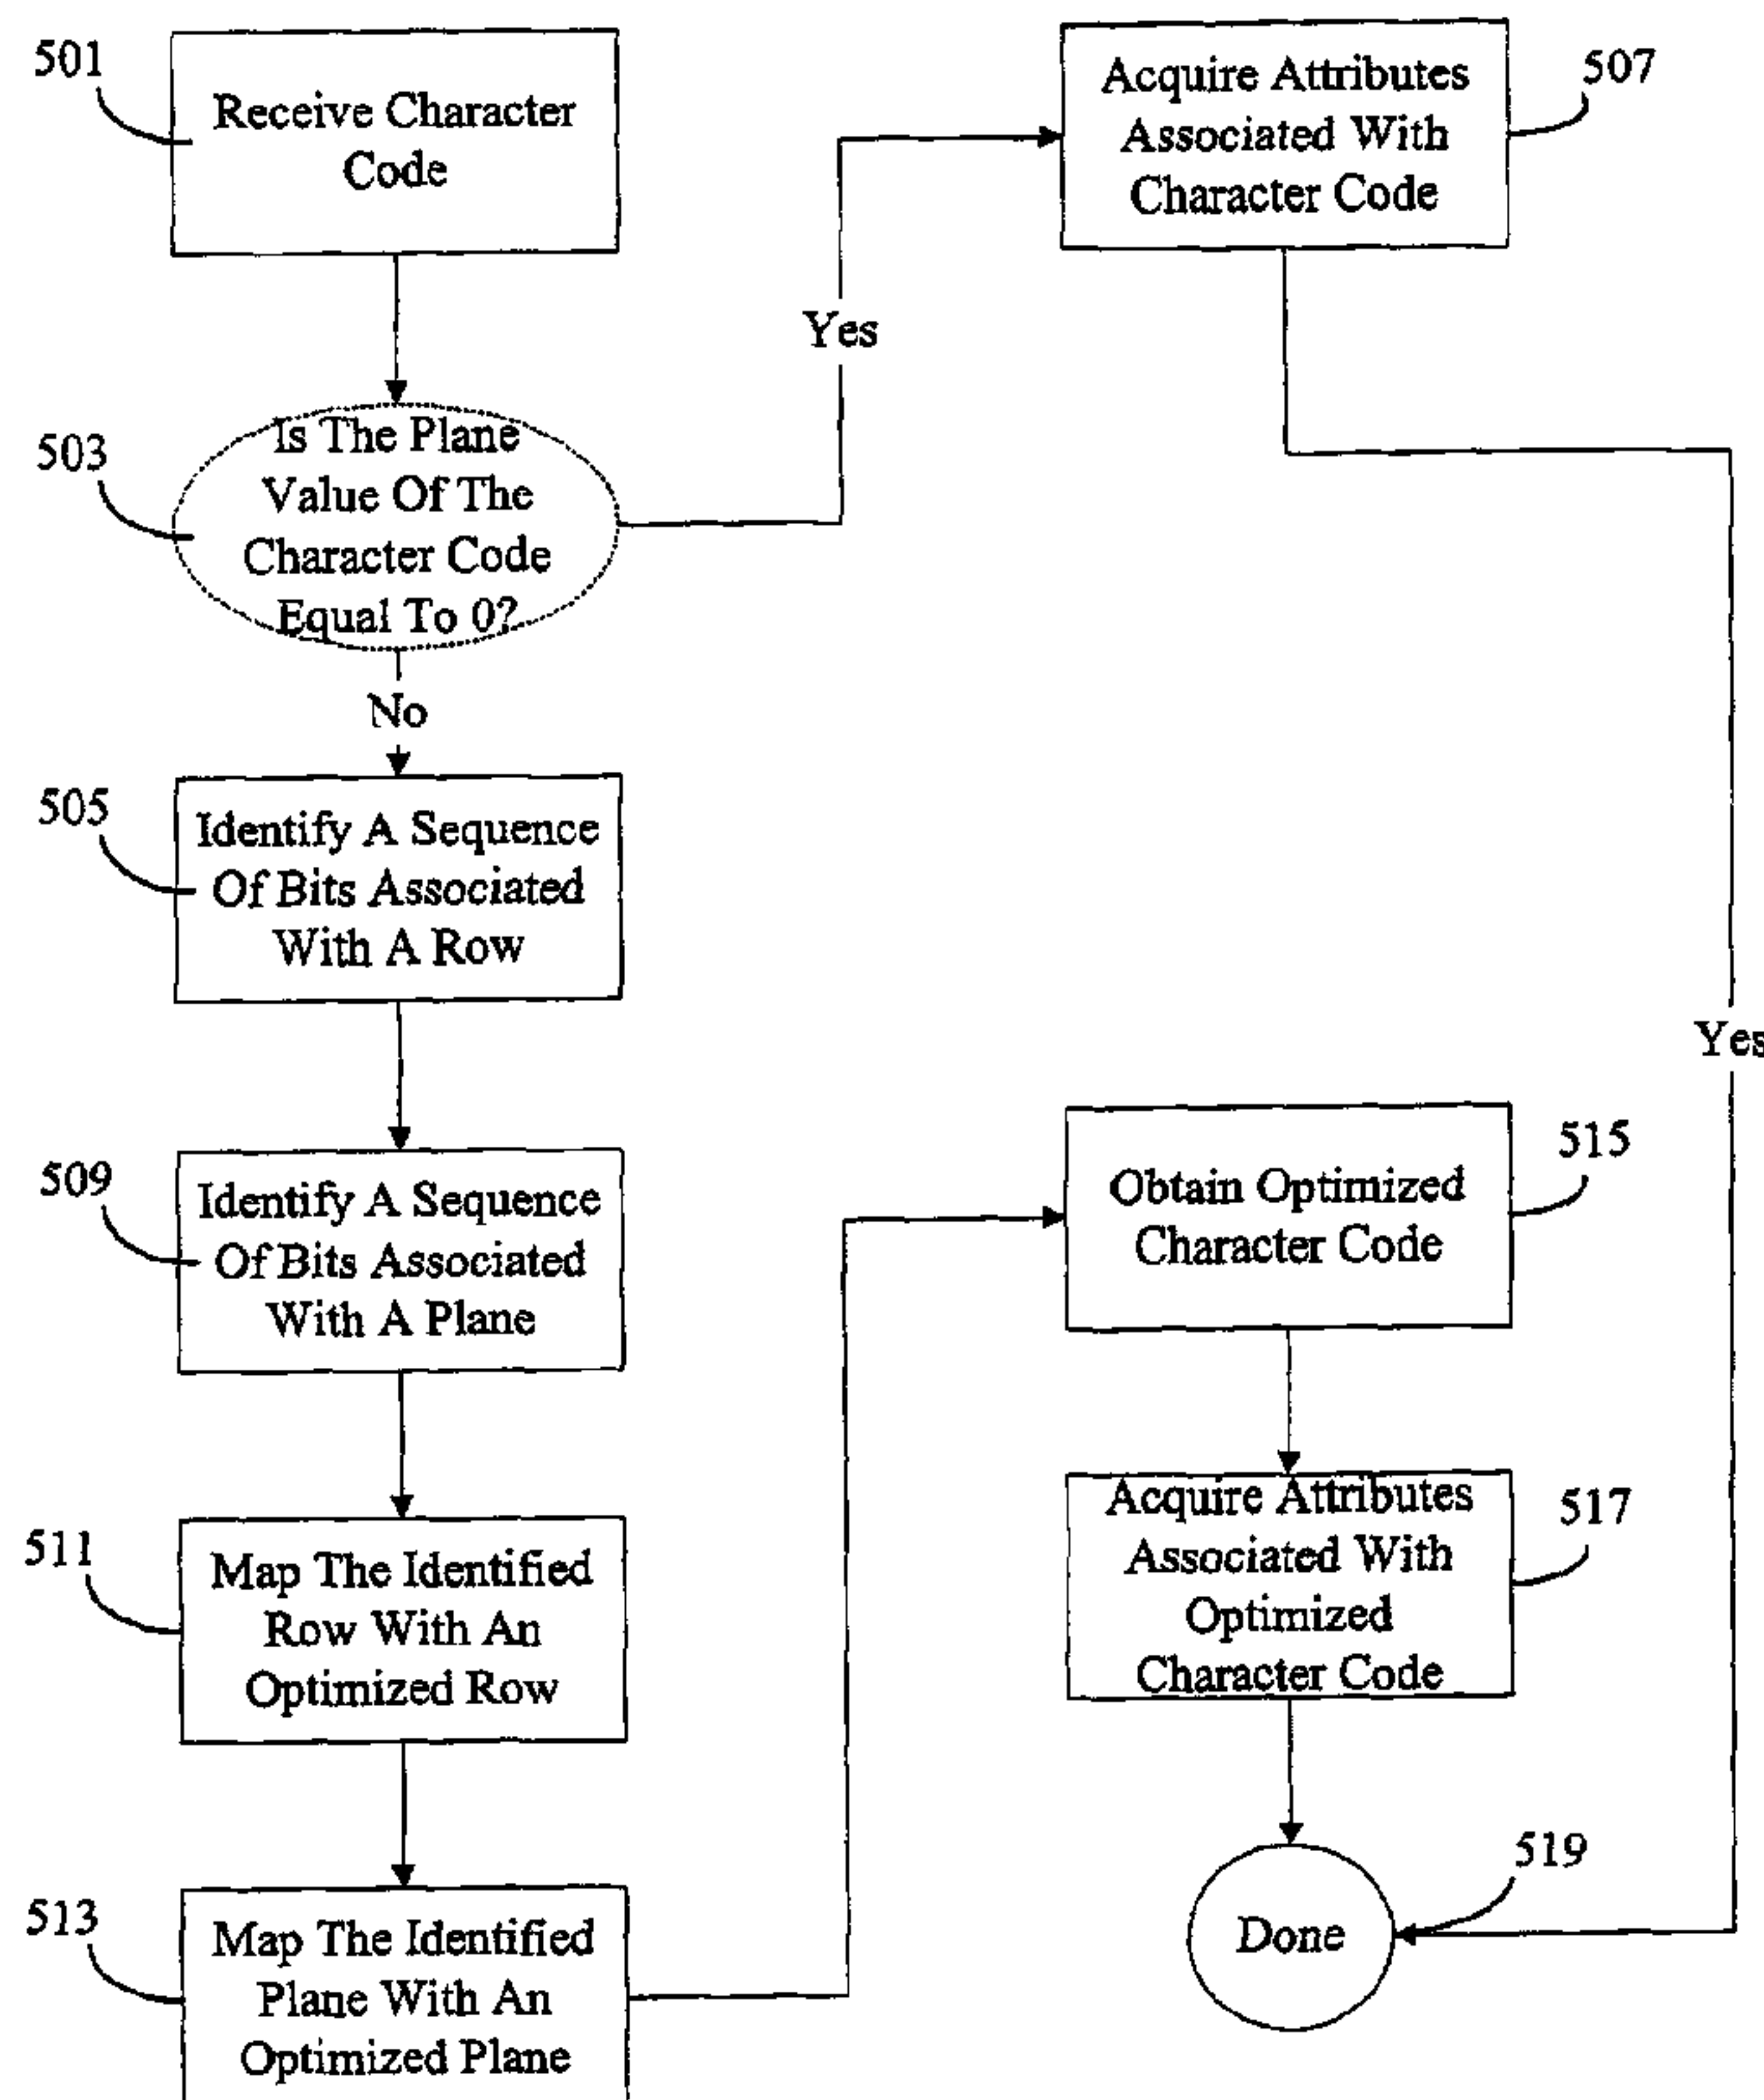 501
Receive Character
Code
503
Is The Plane
Value Of The
Character Code
Equal To 0?
Yes
Acquire Attributes
Associated With
Character Code
507
No
505
Identify A Sequence
Of Bits Associated
With A Row
509
Identify A Sequence
Of Bits Associated
With A Plane
511
Map The Identified
Row With An
Optimized Row
513
Map The Identified
Plane With An
Optimized Plane
Yes
Obtain Optimized
Character Code
515
Acquire Attributes
Associated With
Optimized
Character Code
517
Done
519